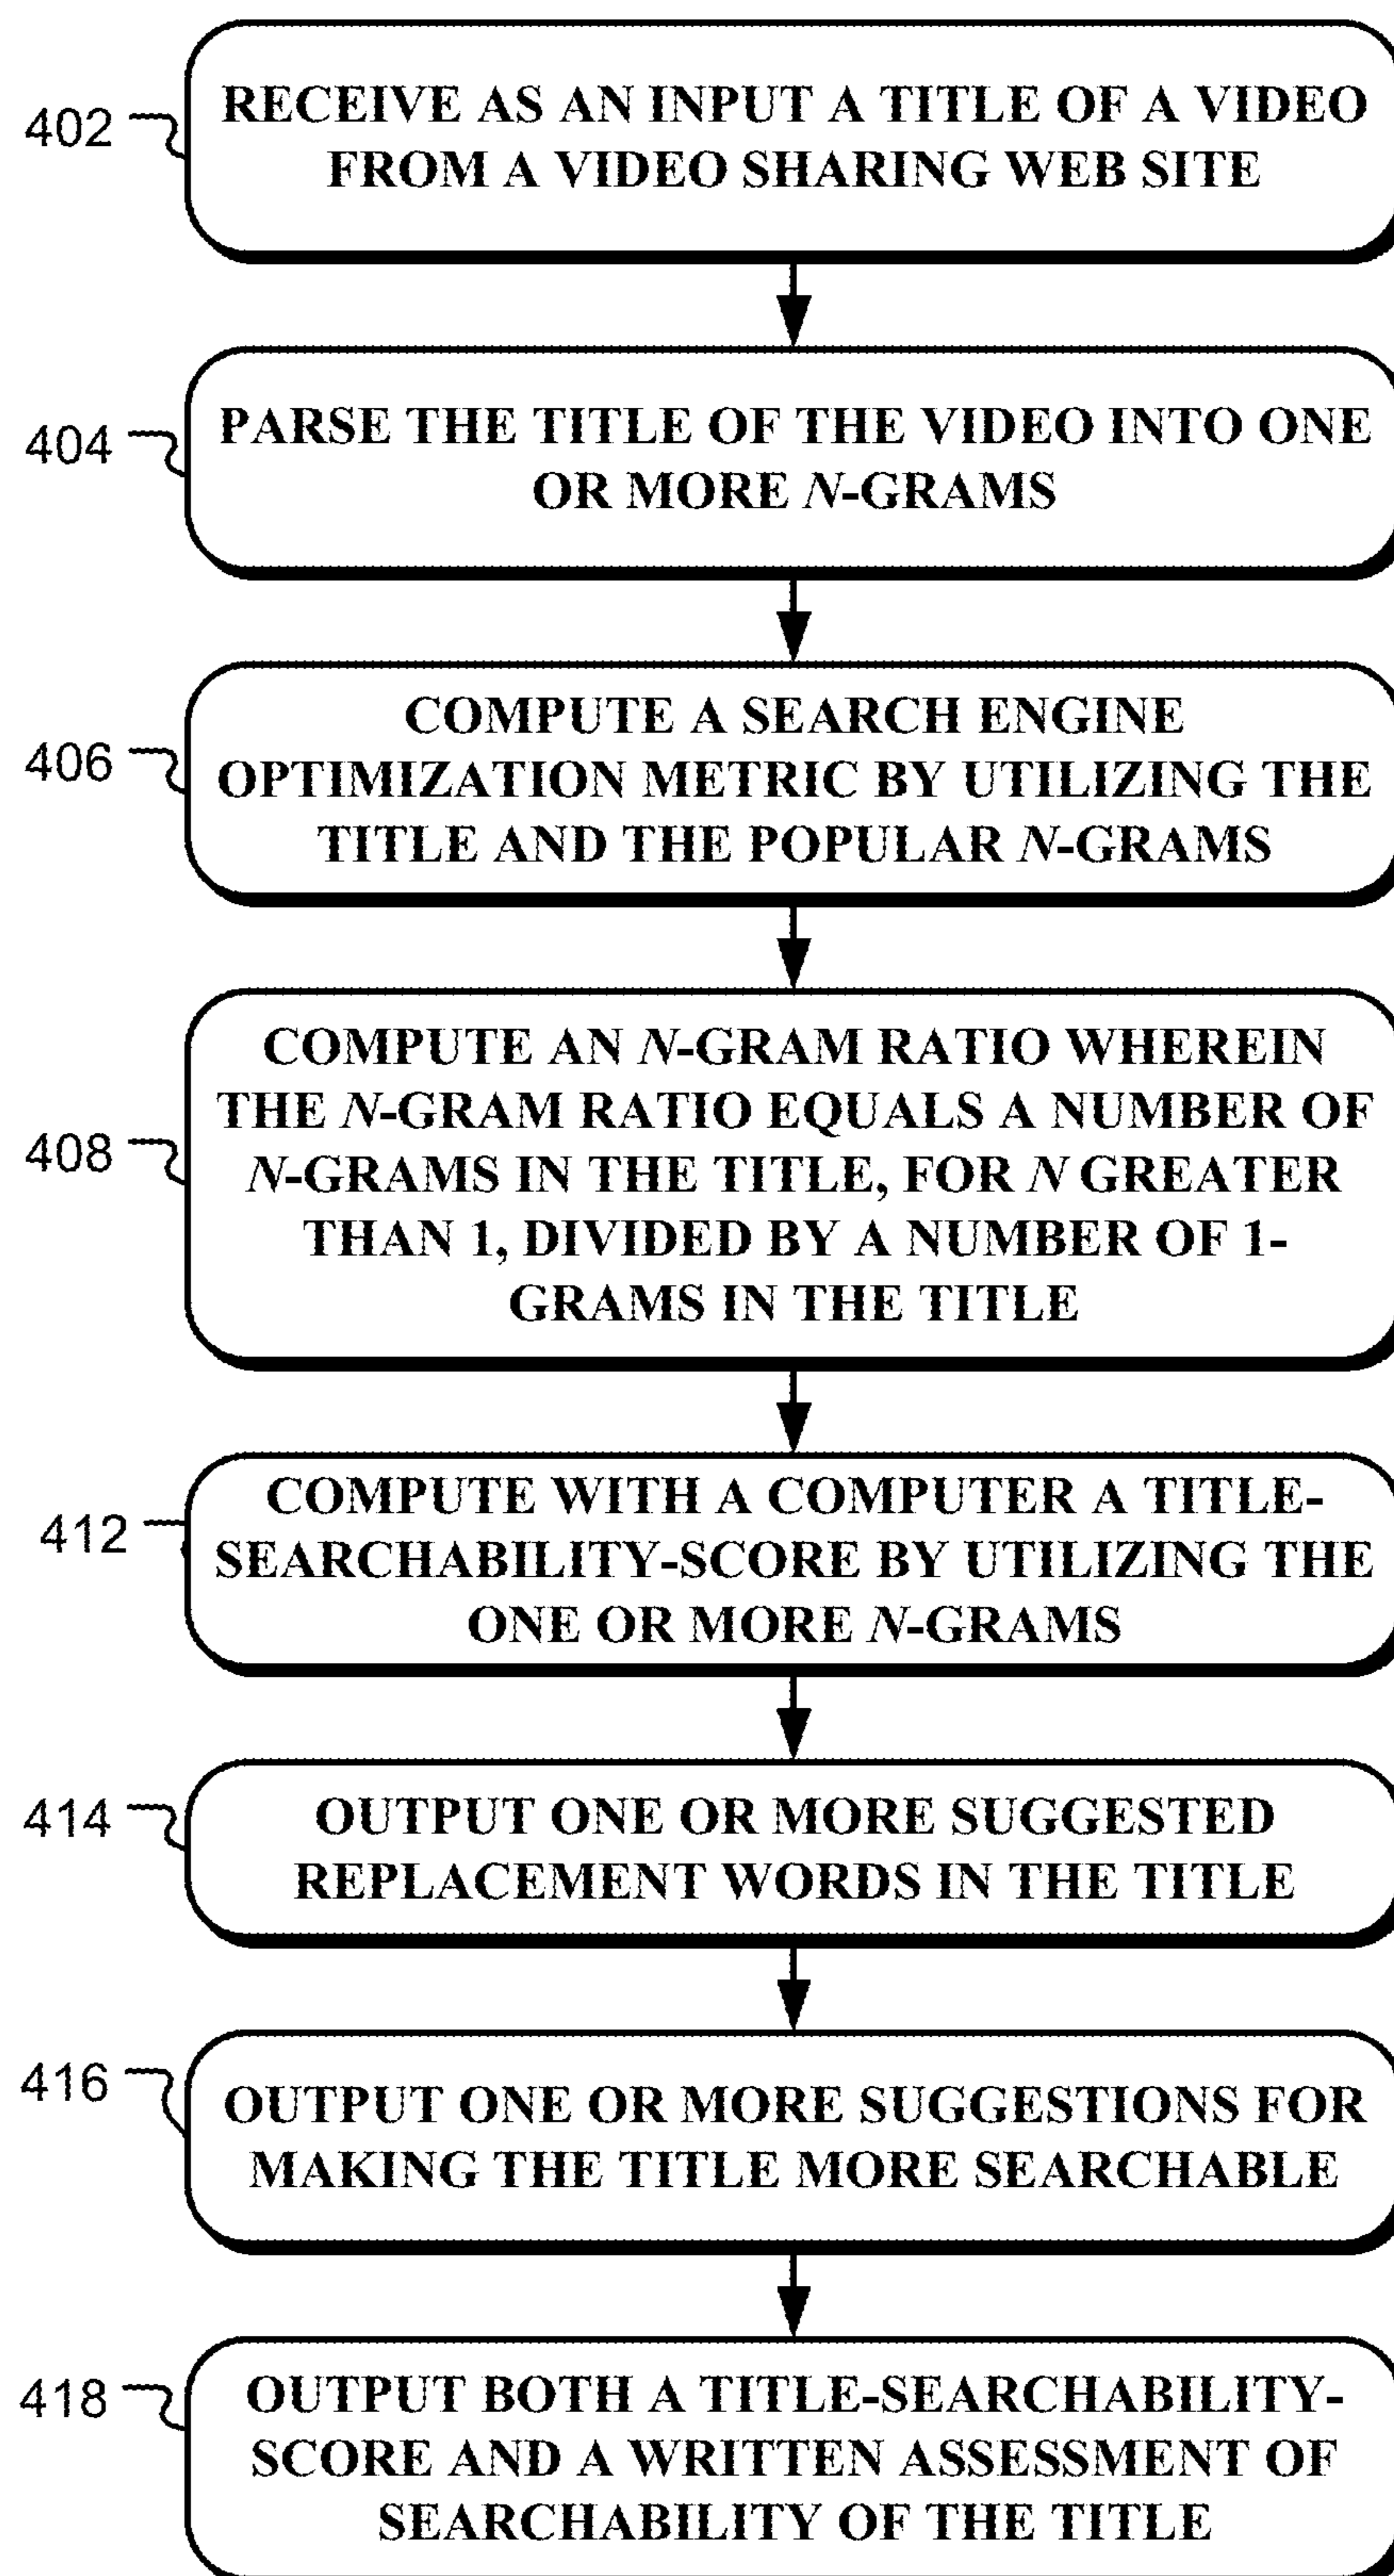 402
RECEIVE AS AN INPUT A TITLE OF A VIDEO
FROM A VIDEO SHARING WEB SITE
404
PARSE THE TITLE OF THE VIDEO INTO ONE
OR MORE N-GRAMS
406
COMPUTE A SEARCH ENGINE
OPTIMIZATION METRIC BY UTILIZING THE
TITLE AND THE POPULAR N-GRAMS
408
COMPUTE AN N-GRAM RATIO WHEREIN
THE N-GRAM RATIO EQUALS A NUMBER OF
N-GRAMS IN THE TITLE, FOR N GREATER
THAN 1, DIVIDED BY A NUMBER OF 1-
GRAMS IN THE TITLE
412
COMPUTE WITH A COMPUTER A TITLE-
SEARCHABILITY-SCORE BY UTILIZING THE
ONE OR MORE N-GRAMS
414
OUTPUT ONE OR MORE SUGGESTED
REPLACEMENT WORDS IN THE TITLE
416
OUTPUT ONE OR MORE SUGGESTIONS FOR
MAKING THE TITLE MORE SEARCHABLE
418
OUTPUT BOTH A TITLE-SEARCHABILITY-
SCORE AND A WRITTEN ASSESSMENT OF
SEARCHABILITY OF THE TITLE